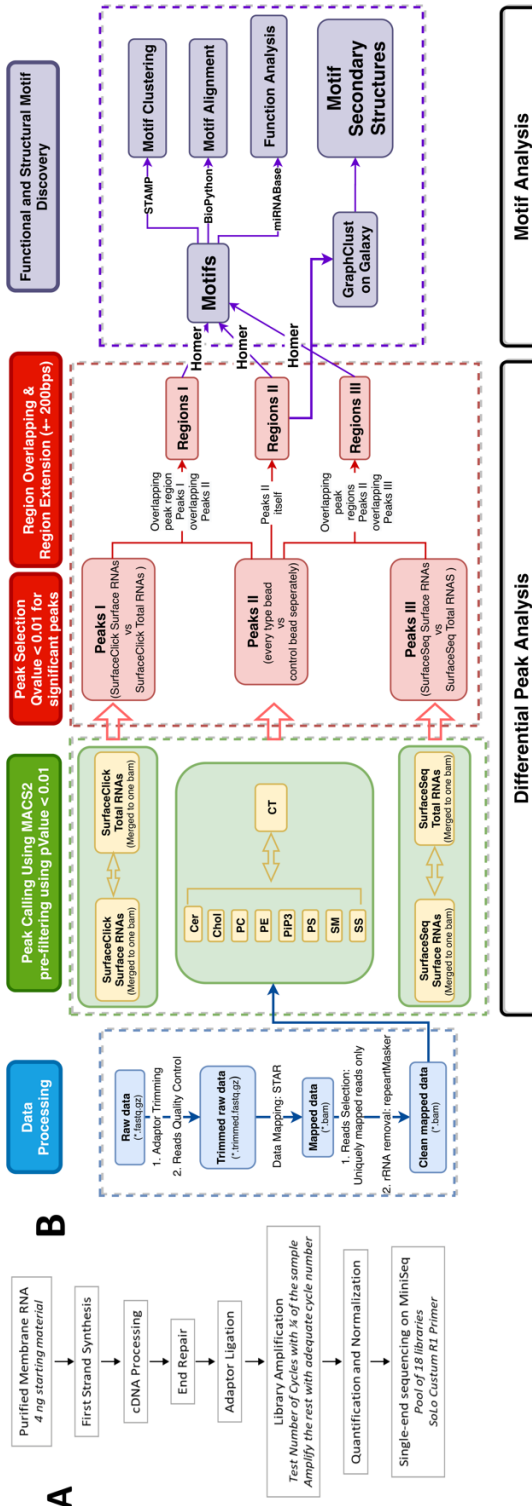 A
Purified Membrane RNA
4 ng starting material
First Strand Synthesis
cDNA Processing
End Repair
Adaptor Ligation
Library Amplification
Test Number of Cycles with ¼ of the sample
Amplify the rest with adequate cycle number
Quantification and Normalization
Single-end sequencing on MiniSeq
Pool of 18 libraries
SoLo Custum R1 Primer
B
Data
Processing
Raw data
(*.fastq.gz)
1. Adaptor Trimming
2. Reads Quality Control
Trimmed raw data
(*.trimmed.fastq.gz)
Data Mapping: STAR
Mapped data
(*.bam)
1. Reads Selection:
Uniquely mapped reads only
2. rRNA removal: repeartMasker
Clean mapped data
(*.bam)
Peak Calling Using MACS2
pre-filtering using pValue < 0.01
SurfaceClick
Surface RNAs
(Merged to one bam)
SurfaceClick
Total RNAs
(Merged to one bam)
Cer
Chol
PC
PE
PiP3
PS
SM
SS
CT
SurfaceSeq
Surface RNAs
(Merged to one bam)
SurfaceSeq
Total RNAs
(Merged to one bam)
Peak Selection
Qvalue < 0.01 for
significant peaks
Peaks I
(SurfaceClick Surface RNAs
vs
SurfaceClick Total RNAs )
Peaks II
(every type bead
vs
control bead seperately)
Peaks III
(SurfaceSeq Surface RNAs
vs
SurfaceSeq Total RNAS )
Region Overlapping &
Region Extension (+- 200bps)
Overlapping
peak region
Peaks I
overlapping
Peaks II
Regions I
Peaks II
itself
Regions II
Overlapping
peak
regions
Peaks II
overlapping
Peaks III
Regions III
Differential Peak Analysis
Functional and Structural Motif
Discovery
Homer
Homer
Homer
Motifs
STAMP
BioPython
miRNABase
Motif Clustering
Motif Alignment
Function Analysis
GraphClust
on Galaxy
Motif
Secondary
Structures
Motif Analysis